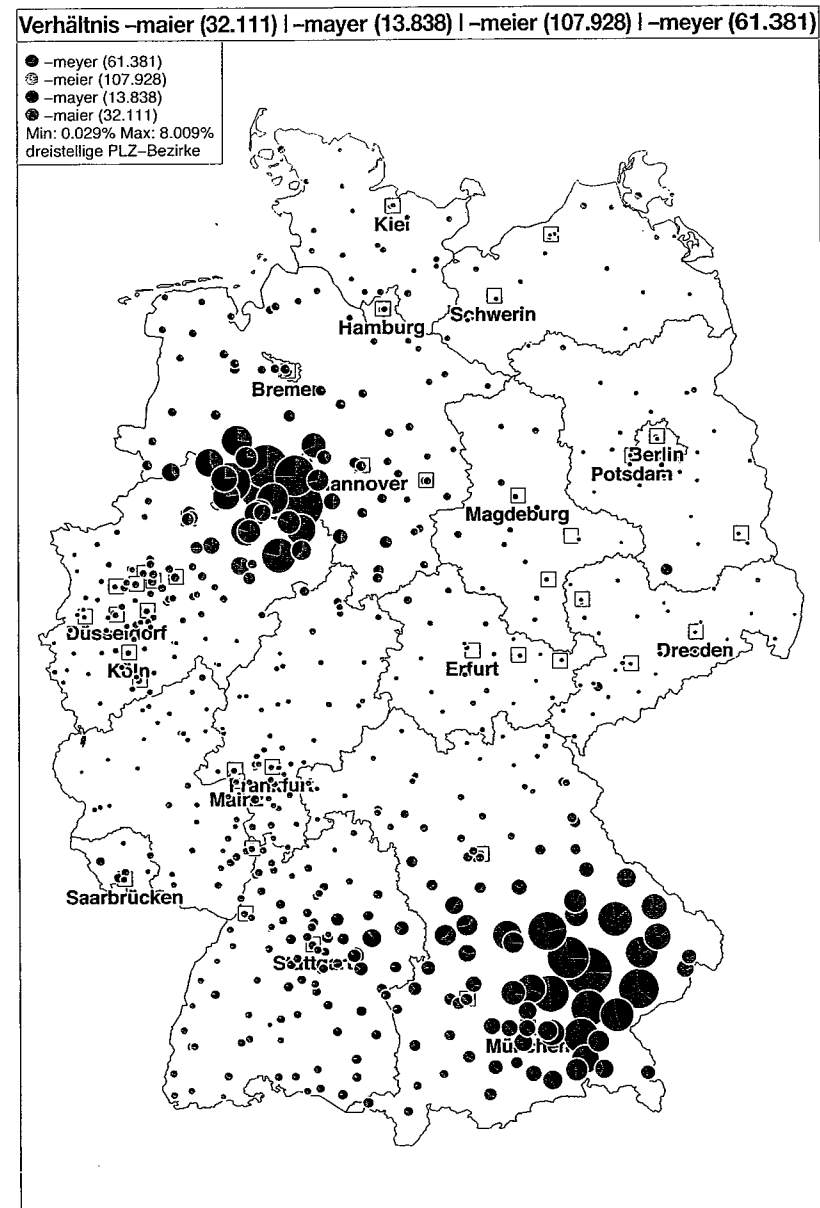 Verhältnis –maier (32.111) | –mayer (13.838) | –meier (107.928) | –meyer (61.381)
–meyer (61.381)
–meier (107.928)
–mayer (13.838)
–maier (32.111)
Min: 0.029% Max: 8.009%
dreistellige PLZ–Bezirke
Kiel
Hamburg
Schwerin
Bremen
Berlin
Potsdam
Hannover
Magdeburg
Düsseldorf
Köln
Erfurt
Dresden
Frankfurt
Mainz
Saarbrücken
Stuttgart
München